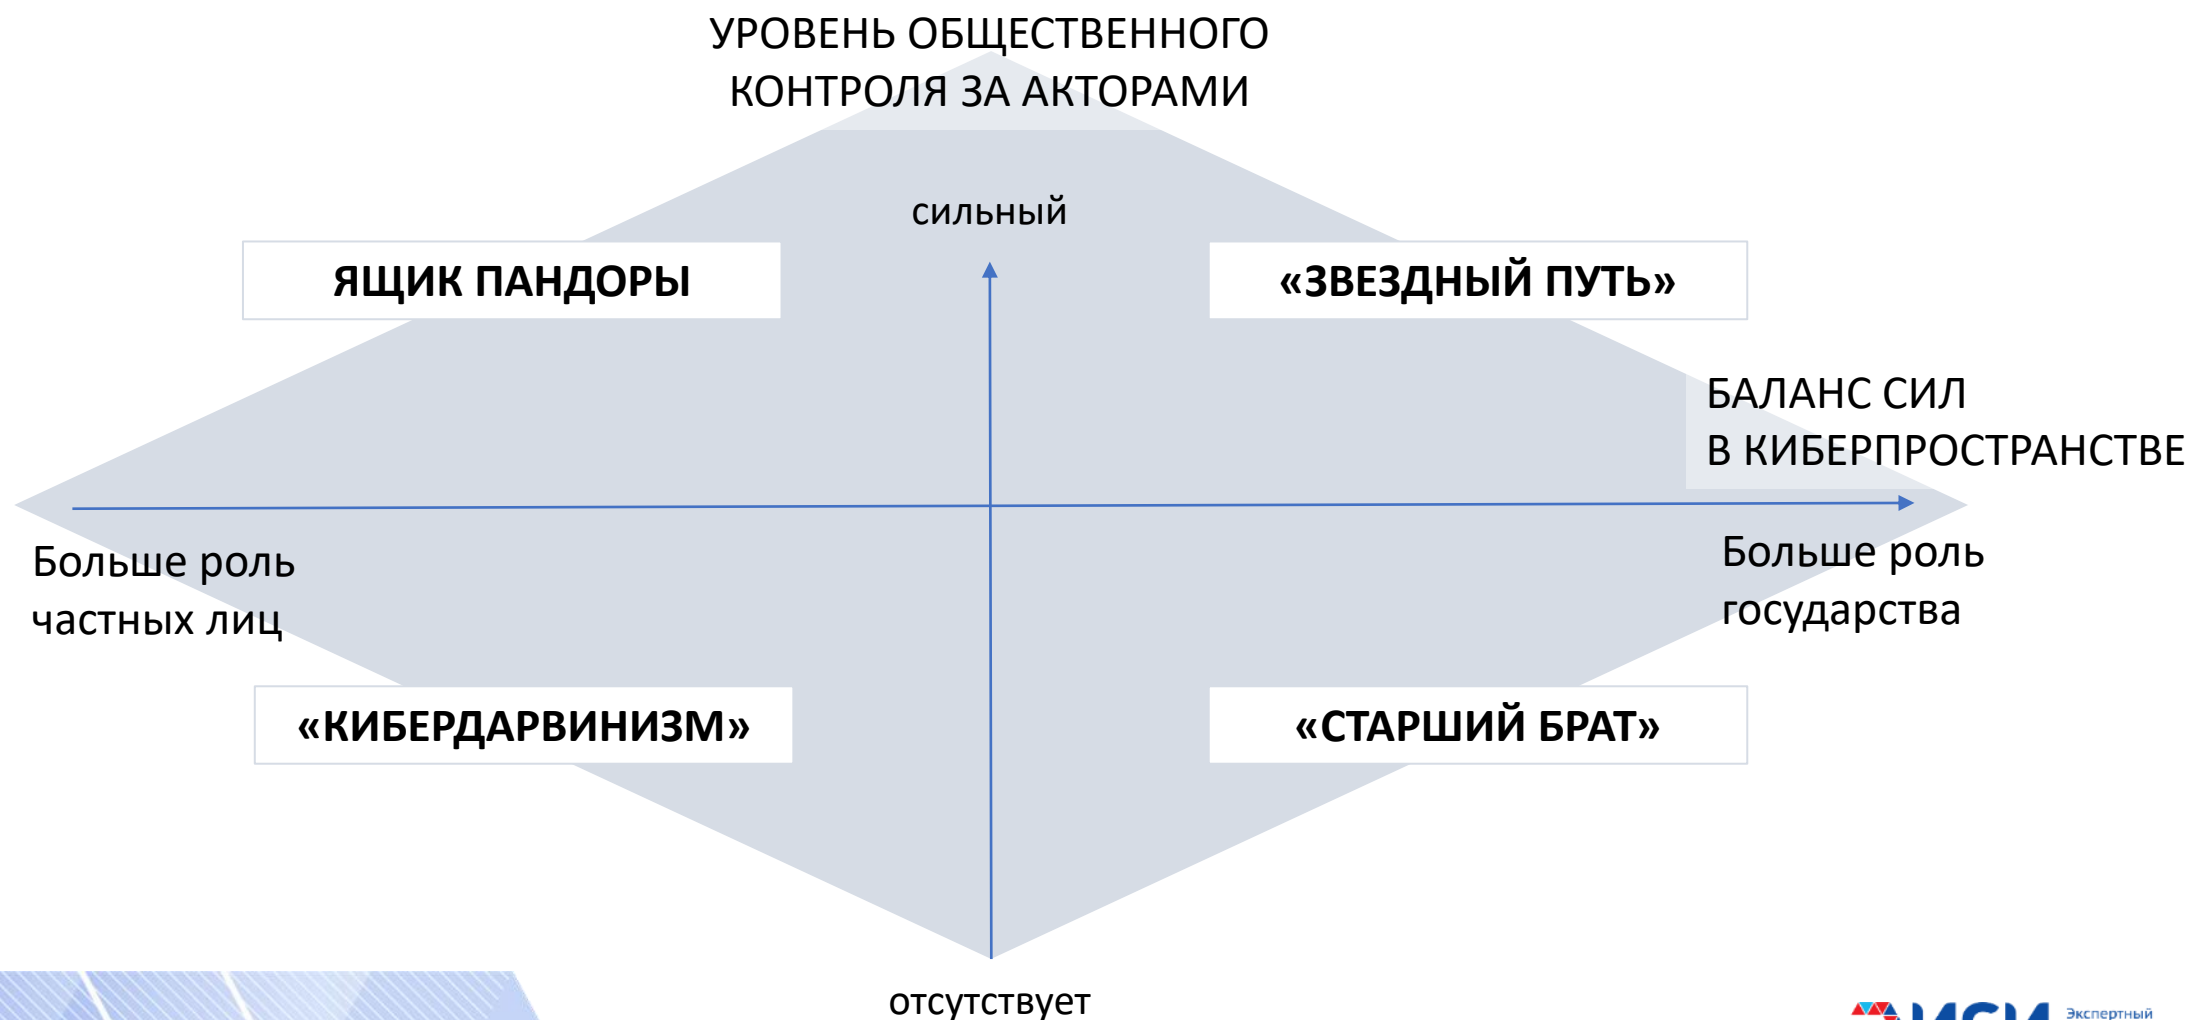 УРОВЕНЬ ОБЩЕСТВЕННОГО
КОНТРОЛЯ ЗА АКТОРАМИ
сильный
ЯЩИК ПАНДОРЫ
«ЗВЕЗДНЫЙ ПУТЬ»
БАЛАНС СИЛ
В КИБЕРПРОСТРАНСТВЕ
Больше роль
частных лиц
Больше роль
государства
«КИБЕРДАРВИНИЗМ»
«СТАРШИЙ БРАТ»
отсутствует
ИСИ
Экспертный